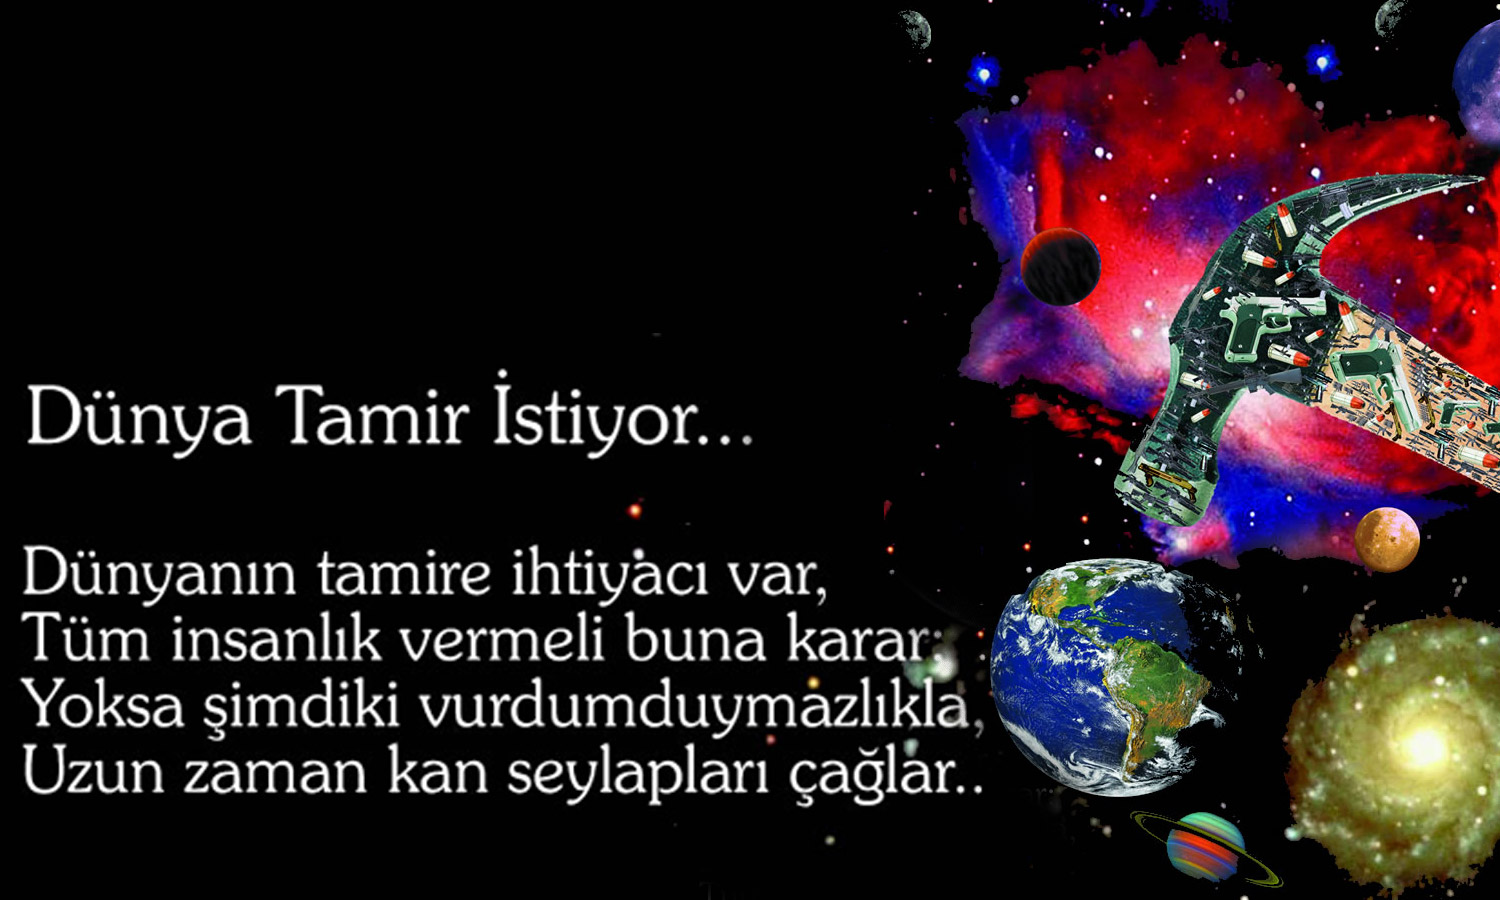 Dünya Tamir İstiyor...
Dünyanın tamire ihtiyacı var,
Tüm insanlık vermeli buna karar;
Yoksa şimdiki vurdumduymazlıkla,
Uzun zaman kan seylapları çağlar..